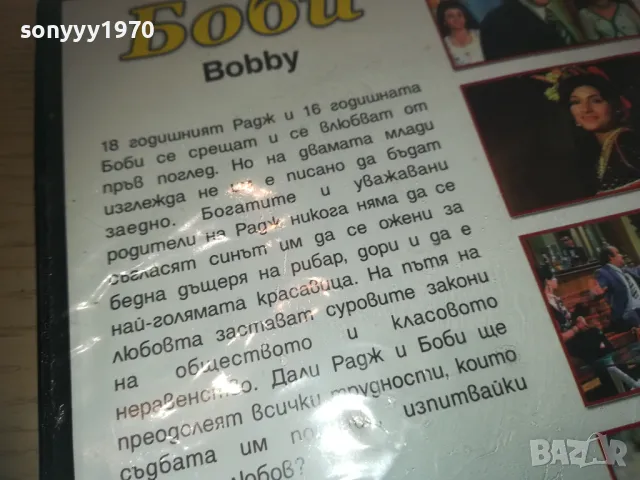 sonyyy1970
Боби
Bobby
18 годишният Радж и 16 годишната
Боби се срещат и се влюбват от
пръв поглед. Но на двамата млади
изглежда не им е писано да бъдат
заедно. Богатите и уважавани
родители на Радж никога няма да се
съгласят синът им да се ожени за
бедна дъщеря на рибар, дори и да е
най-голямата красавица. На пътя на
любовта застават суровите закони
на обществото и класовото
неравенство. Дали Радж и Боби ще
преодолеят всички трудности, които
съдбата им изпитвайки
любов?
BAZAR
bg